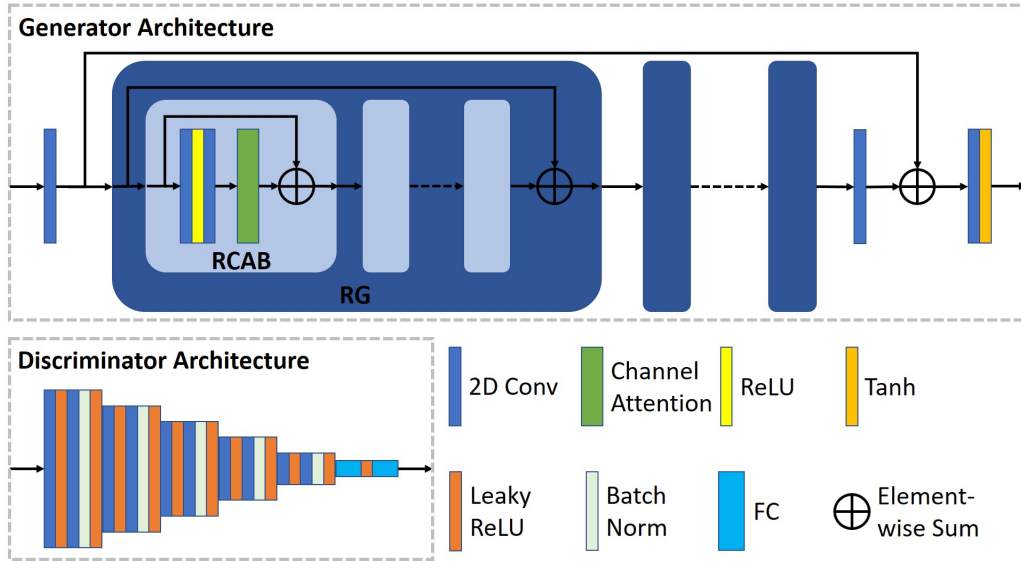 Generator Architecture
RCAB
RG
Discriminator Architecture
2D Conv
Channel
Attention
ReLU
Tanh
Leaky
ReLU
Batch
Norm
FC
Element-
wise Sum